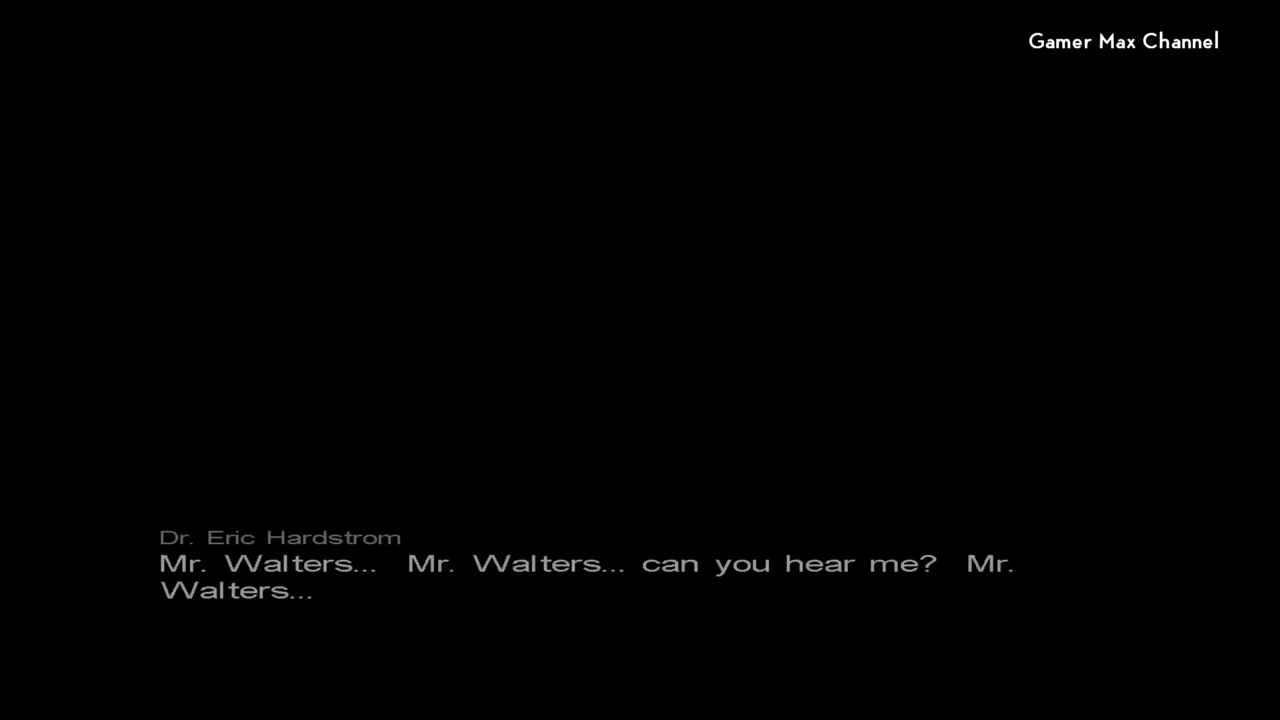 Gamer Max Channel
Dr. Eric Hardstrom
Mr. Walters... Mr. Walters... can you hear me? Mr.
Walters...